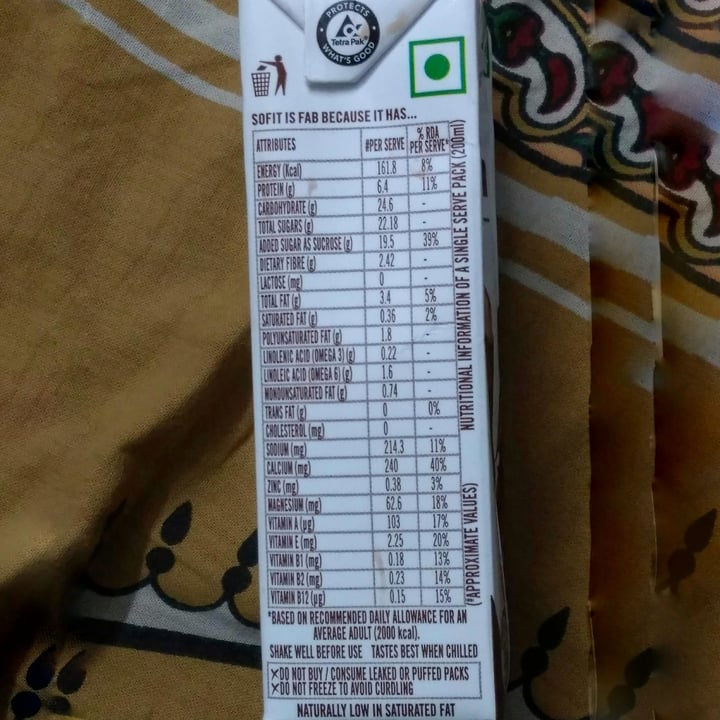 PROTECTS
Tetra Pak
WHAT'S GOOD
SOFIT IS FAB BECAUSE IT HAS...
ATTRIBUTES #PER SERVE % RDA PER SERVE*
ENERGY (Kcal) 161.8 8%
PROTEIN (g) 6.4 11%
CARBOHYDRATE (g) 24.6 -
TOTAL SUGARS (g) 22.18 -
ADDED SUGAR AS SUCROSE (g) 19.5 39%
DIETARY FIBRE (g) 2.42 -
LACTOSE (mg) 0 -
TOTAL FAT (g) 3.4 5%
SATURATED FAT (g) 0.36 2%
POLYUNSATURATED FAT (g) 1.8 -
LINOLENIC ACID (OMEGA 3) (g) 0.22 -
LINOLEIC ACID (OMEGA 6) (g) 1.6 -
MONOUNSATURATED FAT (g) 0.74 -
TRANS FAT (g) 0 0%
CHOLESTEROL (mg) 0 -
SODIUM (mg) 214.3 11%
CALCIUM (mg) 240 40%
ZINC (mg) 0.38 3%
MAGNESIUM (mg) 62.6 18%
VITAMIN A (µg) 103 17%
VITAMIN E (mg) 2.25 20%
VITAMIN B1 (mg) 0.18 13%
VITAMIN B2 (mg) 0.23 14%
VITAMIN B12 (µg) 0.15 15%
NUTRITIONAL INFORMATION OF A SINGLE SERVE PACK (200ml)
(#APPROXIMATE VALUES)
*BASED ON RECOMMENDED DAILY ALLOWANCE FOR AN
AVERAGE ADULT (2000 kcal).
SHAKE WELL BEFORE USE TASTES BEST WHEN CHILLED
×DO NOT BUY / CONSUME LEAKED OR PUFFED PACKS
×DO NOT FREEZE TO AVOID CURDLING
NATURALLY LOW IN SATURATED FAT